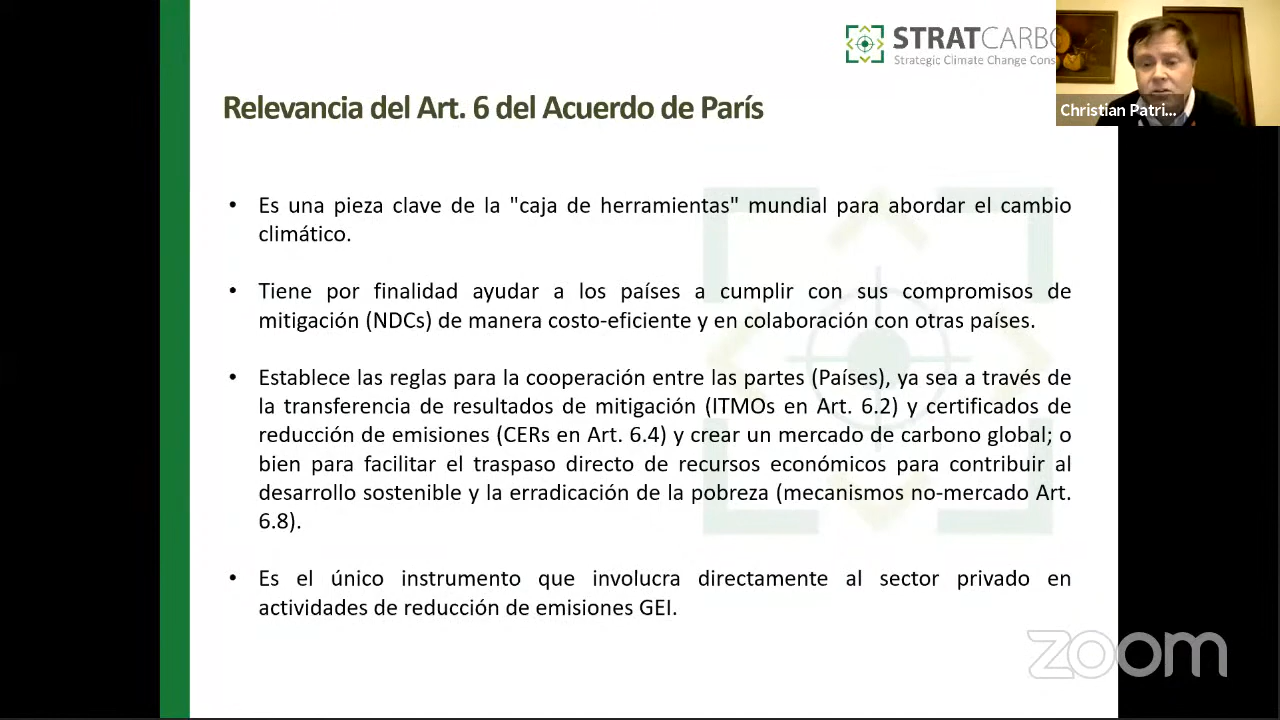 STRATCARBO
Strategic Climate Change Cons
Christian Patri...
Relevancia del Art. 6 del Acuerdo de París
• Es una pieza clave de la "caja de herramientas" mundial para abordar el cambio
climático.
• Tiene por finalidad ayudar a los países a cumplir con sus compromisos de
mitigación (NDCs) de manera costo-eficiente y en colaboración con otras países.
• Establece las reglas para la cooperación entre las partes (Países), ya sea a través de
la transferencia de resultados de mitigación (ITMOs en Art. 6.2) y certificados de
reducción de emisiones (CERs en Art. 6.4) y crear un mercado de carbono global; o
bien para facilitar el traspaso directo de recursos económicos para contribuir al
desarrollo sostenible y la erradicación de la pobreza (mecanismos no-mercado Art.
6.8).
• Es el único instrumento que involucra directamente al sector privado en
actividades de reducción de emisiones GEI.
zoom